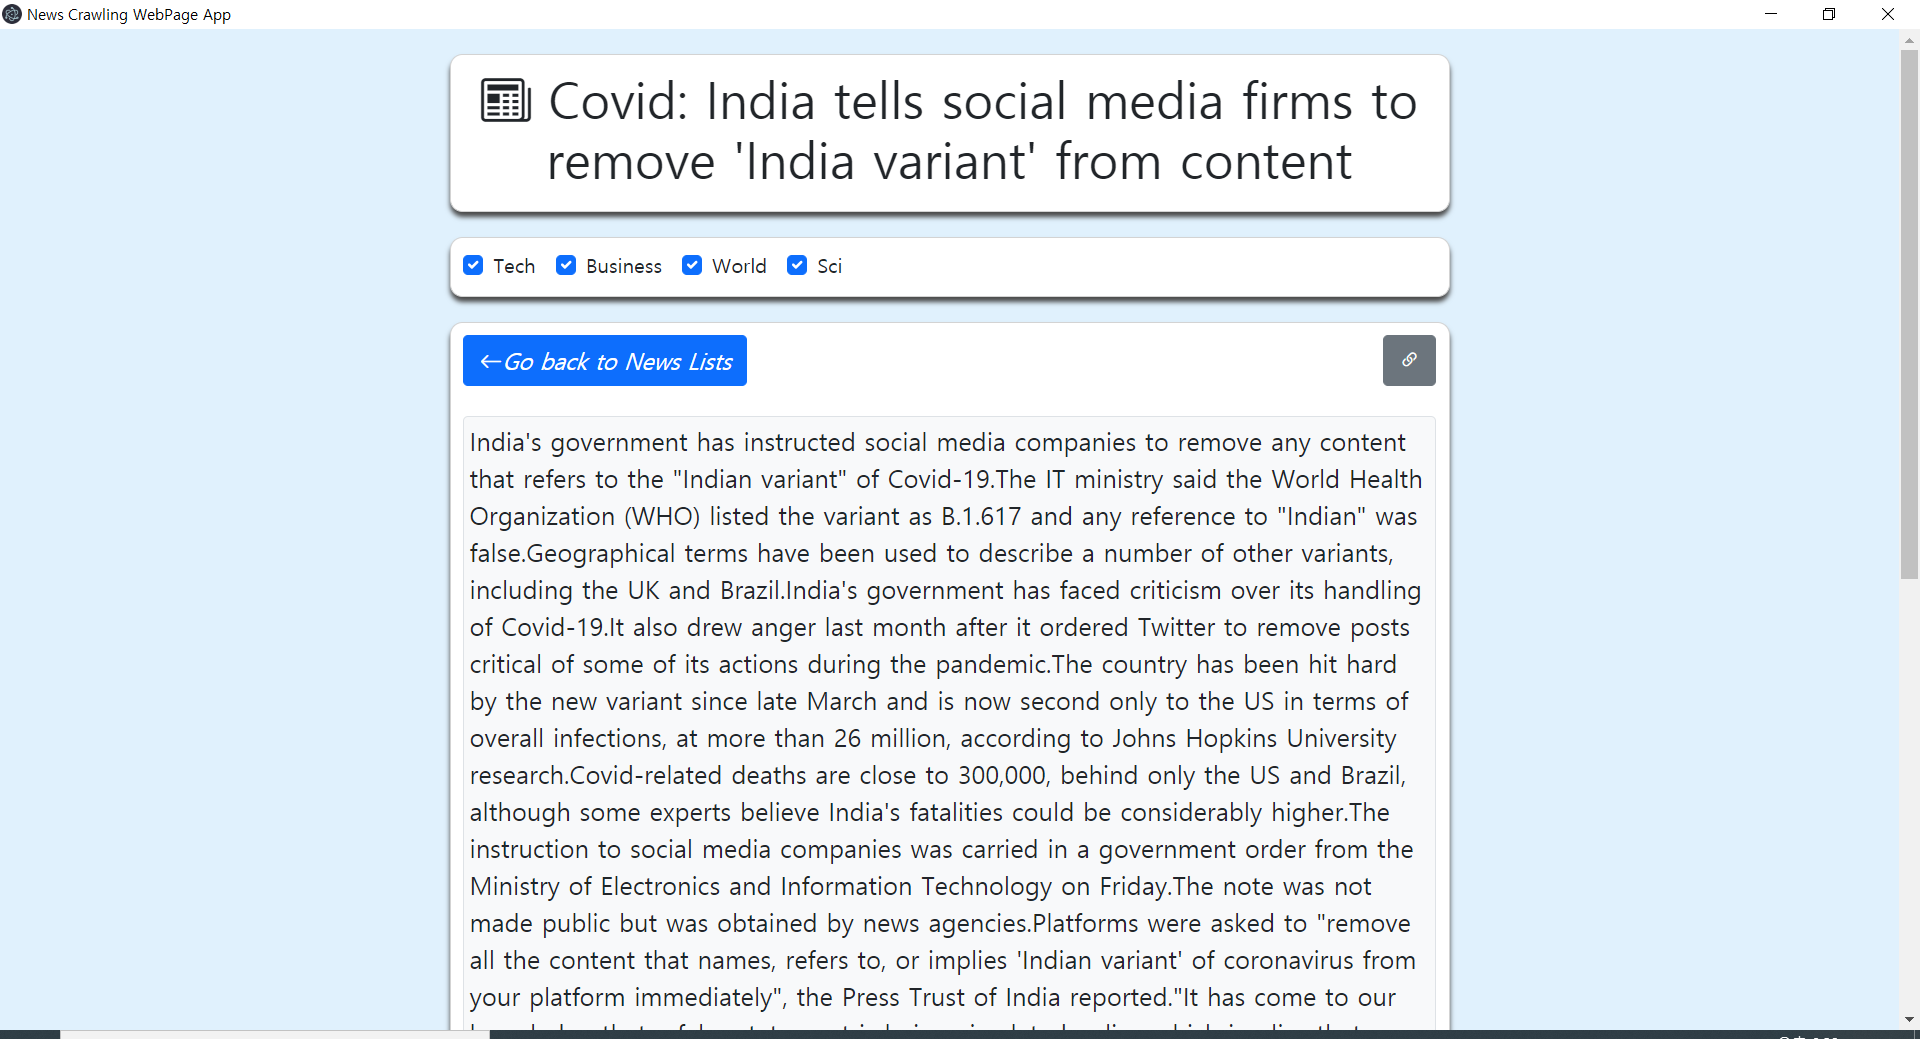 News Crawling WebPage App
Covid: India tells social media firms to
remove 'India variant' from content
Tech Business World Sci
←Go back to News Lists
India's government has instructed social media companies to remove any content
that refers to the "Indian variant" of Covid-19.The IT ministry said the World Health
Organization (WHO) listed the variant as B.1.617 and any reference to "Indian" was
false.Geographical terms have been used to describe a number of other variants,
including the UK and Brazil.India's government has faced criticism over its handling
of Covid-19.It also drew anger last month after it ordered Twitter to remove posts
critical of some of its actions during the pandemic.The country has been hit hard
by the new variant since late March and is now second only to the US in terms of
overall infections, at more than 26 million, according to Johns Hopkins University
research.Covid-related deaths are close to 300,000, behind only the US and Brazil,
although some experts believe India's fatalities could be considerably higher.The
instruction to social media companies was carried in a government order from the
Ministry of Electronics and Information Technology on Friday.The note was not
made public but was obtained by news agencies.Platforms were asked to "remove
all the content that names, refers to, or implies 'Indian variant' of coronavirus from
your platform immediately", the Press Trust of India reported."It has come to our